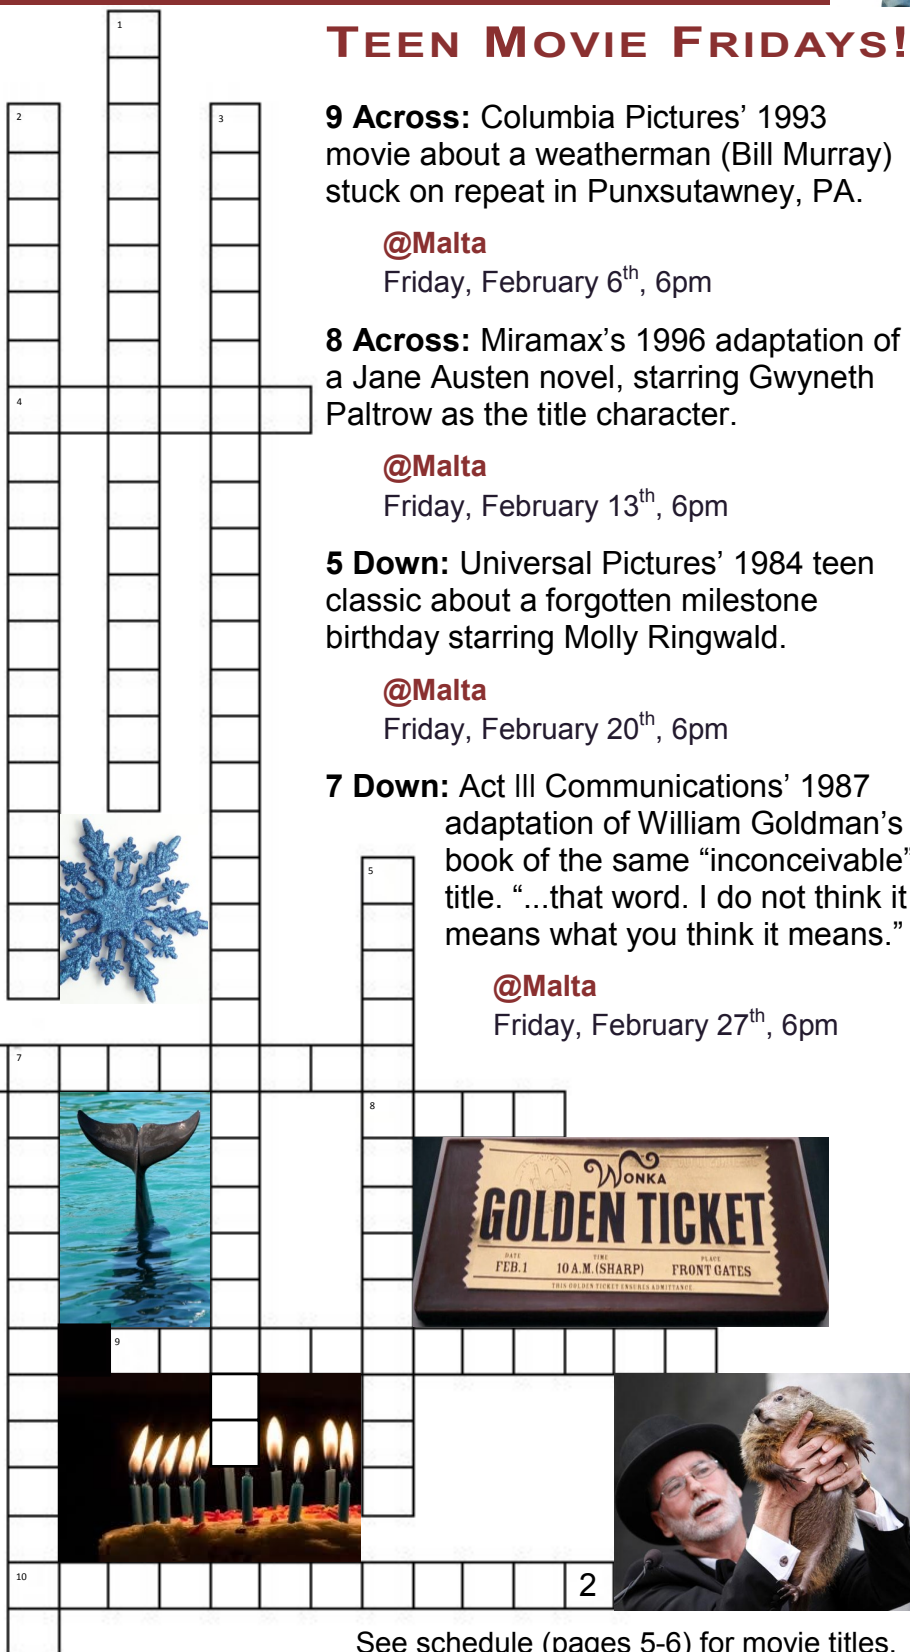 TEEN MOVIE FRIDAYS!
9 Across: Columbia Pictures’ 1993
movie about a weatherman (Bill Murray)
stuck on repeat in Punxsutawney, PA.
@Malta
Friday, February 6th, 6pm
8 Across: Miramax’s 1996 adaptation of
a Jane Austen novel, starring Gwyneth
Paltrow as the title character.
@Malta
Friday, February 13th, 6pm
5 Down: Universal Pictures’ 1984 teen
classic about a forgotten milestone
birthday starring Molly Ringwald.
@Malta
Friday, February 20th, 6pm
7 Down: Act III Communications’ 1987
adaptation of William Goldman’s
book of the same “inconceivable”
title. “...that word. I do not think it
means what you think it means.”
@Malta
Friday, February 27th, 6pm
1
2
3
4
5
7
8
WONKA
GOLDEN TICKET
DATE
FEB.1
TIME
10 A.M.(SHARP)
PLACE
FRONT GATES
THIS GOLDEN TICKET ENSURES ADMITTANCE
9
10
2
See schedule (pages 5-6) for movie titles.